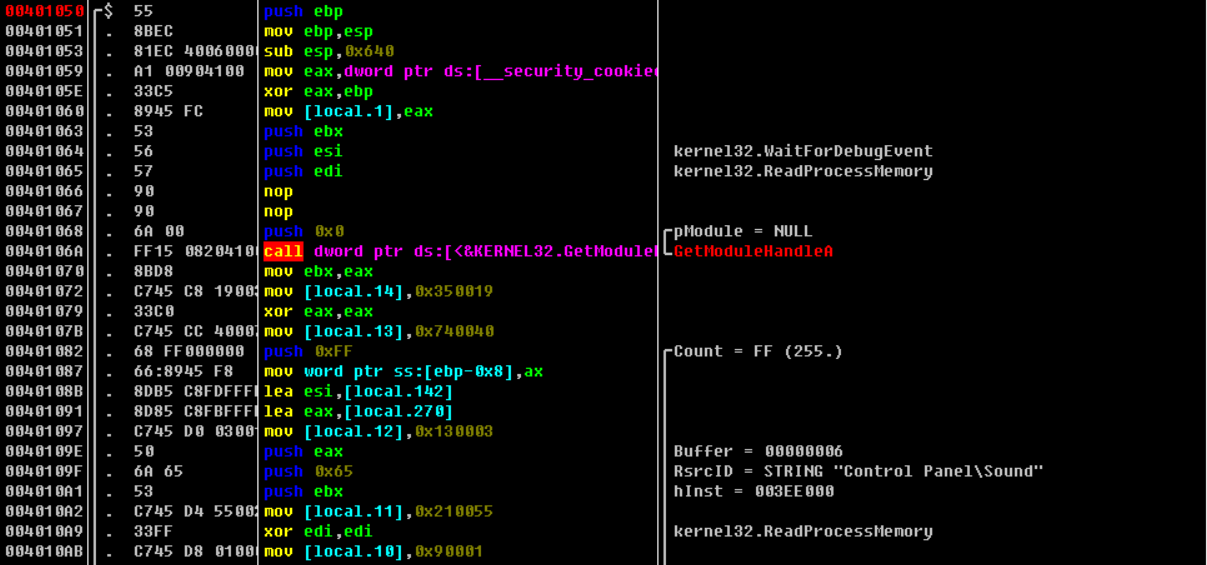 00401050 $ 55 push ebp
00401051 . 8BEC mov ebp,esp
00401053 . 81EC 4006000 sub esp,0x640
00401059 . A1 00904100 mov eax,dword ptr ds:[__security_cookie
0040105E . 33C5 xor eax,ebp
00401060 . 8945 FC mov [local.1],eax
00401063 . 53 push ebx
00401064 . 56 push esi kernel32.WaitForDebugEvent
00401065 . 57 push edi kernel32.ReadProcessMemory
00401066 . 90 nop
00401067 . 90 nop
00401068 . 6A 00 push 0x0 pModule = NULL
0040106A . FF15 0820410 call dword ptr ds:[<&KERNEL32.GetModule GetModuleHandleA
00401070 . 8BD8 mov ebx,eax
00401072 . C745 C8 1900 mov [local.14],0x350019
00401079 . 33C0 xor eax,eax
0040107B . C745 CC 4000 mov [local.13],0x740040
00401082 . 68 FF000000 push 0xFF Count = FF (255.)
00401087 . 66:8945 F8 mov word ptr ss:[ebp-0x8],ax
0040108B . 8DB5 C8FDFFF lea esi,[local.142]
00401091 . 8D85 C8FBFFF lea eax,[local.270]
00401097 . C745 D0 0300 mov [local.12],0x130003
0040109E . 50 push eax Buffer = 00000006
0040109F . 6A 65 push 0x65 RsrcID = STRING "Control Panel\Sound"
004010A1 . 53 push ebx hInst = 003EE000
004010A2 . C745 D4 5500 mov [local.11],0x210055
004010A9 . 33FF xor edi,edi kernel32.ReadProcessMemory
004010AB . C745 D8 0100 mov [local.10],0x90001